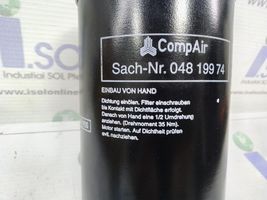 CompAir
Sach-Nr. 048 199 74
EINBAU VON HAND
Dichtung einölen. Filter einschrauben
bis Kontakt mit Dichtfläche erfolgt.
Danach von Hand eine 1/2 Umdrehung
anziehen. (Drehmoment 35 Nm).
Motor starten. Auf Dichtheit prüfen
evtl. nachziehen.